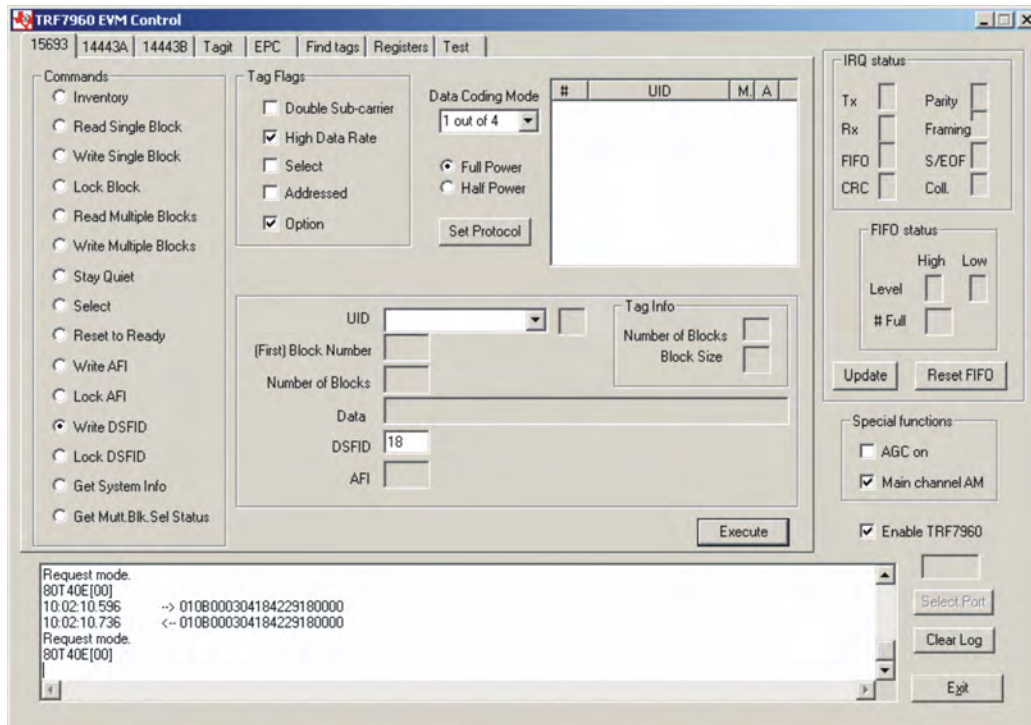 TRF7960 EVM Control
15693 14443A 14443B Tagit EPC Find tags Registers Test
Commands
Inventory
Read Single Block
Write Single Block
Lock Block
Read Multiple Blocks
Write Multiple Blocks
Stay Quiet
Select
Reset to Ready
Write AFI
Lock AFI
Write DSFID
Lock DSFID
Get System Info
Get Mutt.Blk.Sel Status
Tag Flags
Double Sub-carrier
High Data Rate
Select
Addressed
Option
Data Coding Mode
1 out of 4
Full Power
Half Power
Set Protocol
# UID M. A
UID
(First) Block Number
Number of Blocks
Data
DSFID 18
AFI
Tag Info
Number of Blocks
Block Size
Execute
IRQ status
Tx Parity
Rx Framing
FIFO S/EOF
CRC Coll.
FIFO status
High Low
Level
# Full
Update Reset FIFO
Special functions
AGC on
Main channel AM
Enable TRF7960
Select Port
Clear Log
Exit
Request mode.
80T40E[00]
10:02:10.596 --> 010B000304184229180000
10:02:10.736 <-- 010B000304184229180000
Request mode.
80T40E[00]